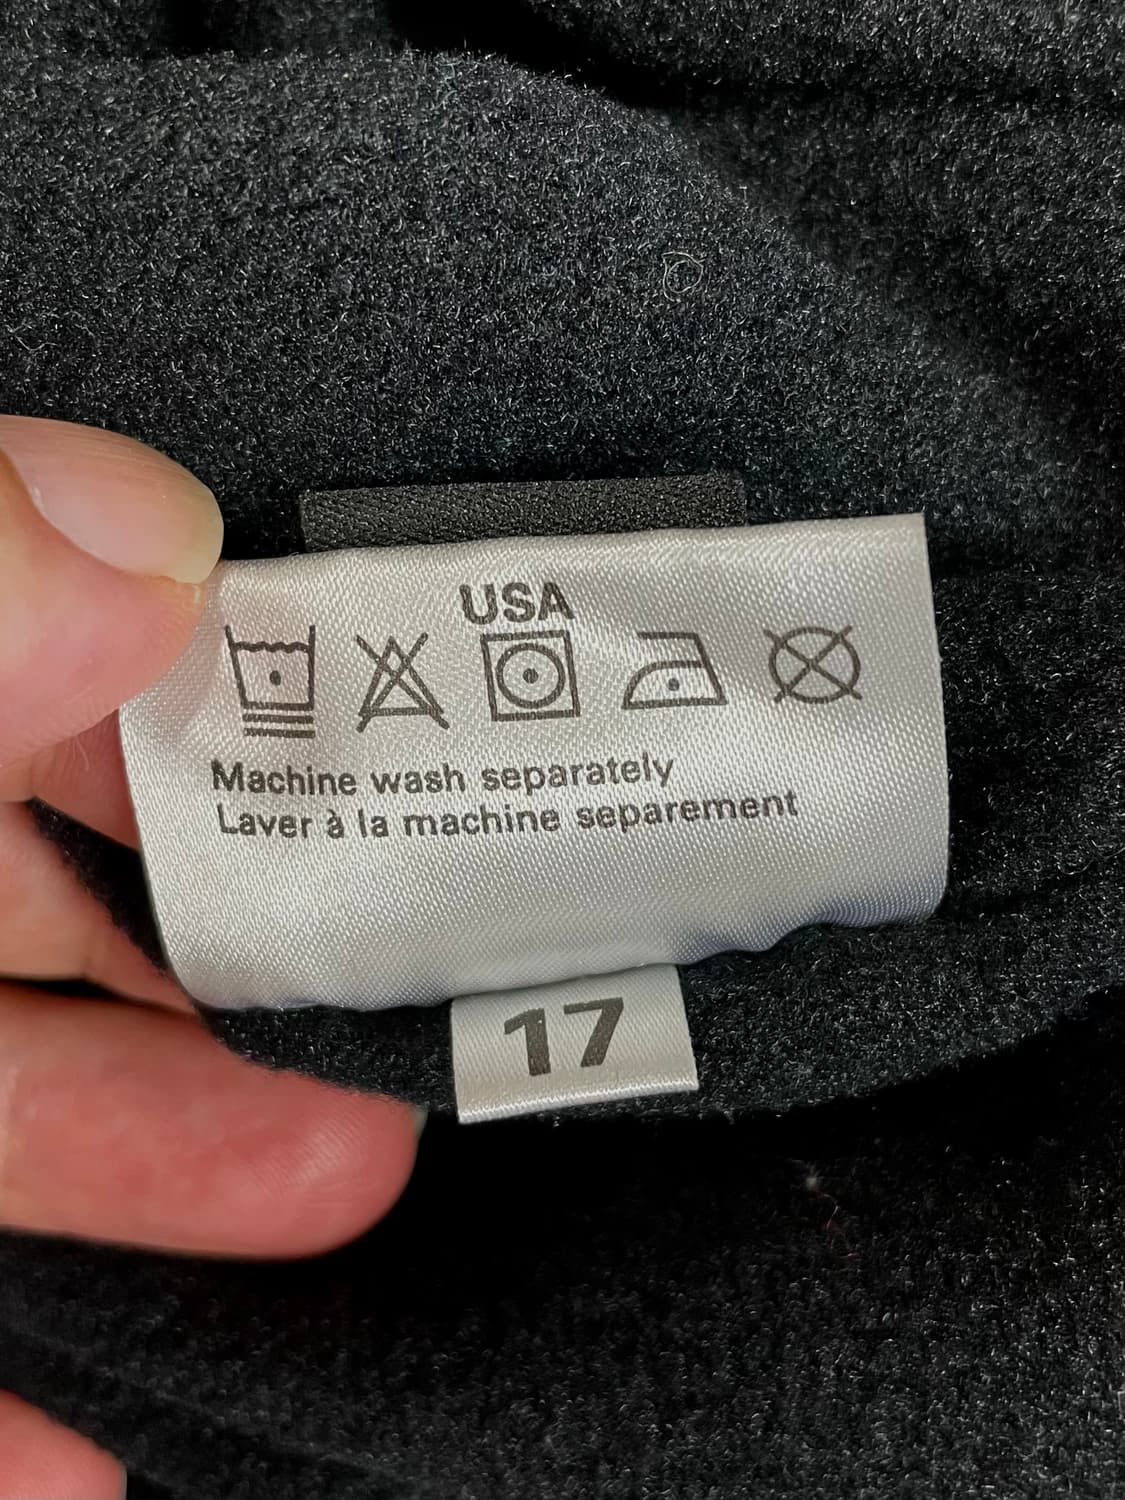 USA
Machine wash separately
Laver à la machine separement
17